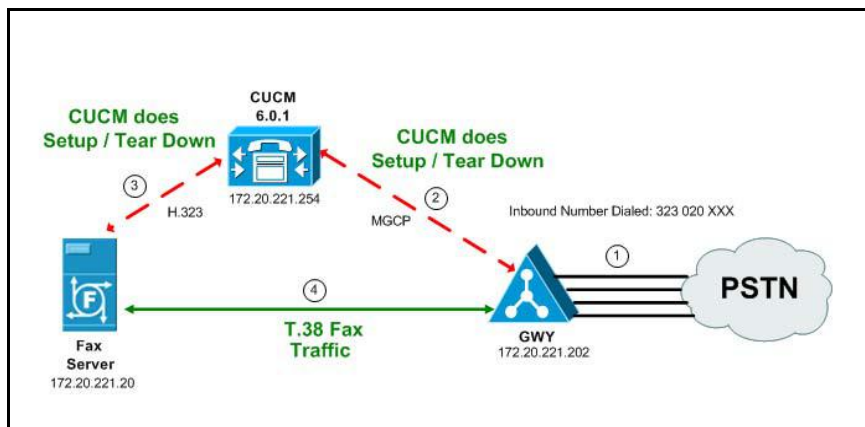 CUCM
6.0.1
CUCM does
Setup / Tear Down
CUCM does
Setup / Tear Down
3
2
172.20.221.254
H.323
MGCP
Inbound Number Dialed: 323 020 XXX
1
PSTN
F
4
T.38 Fax
Traffic
Fax
Server
172.20.221.20
GWY
172.20.221.202